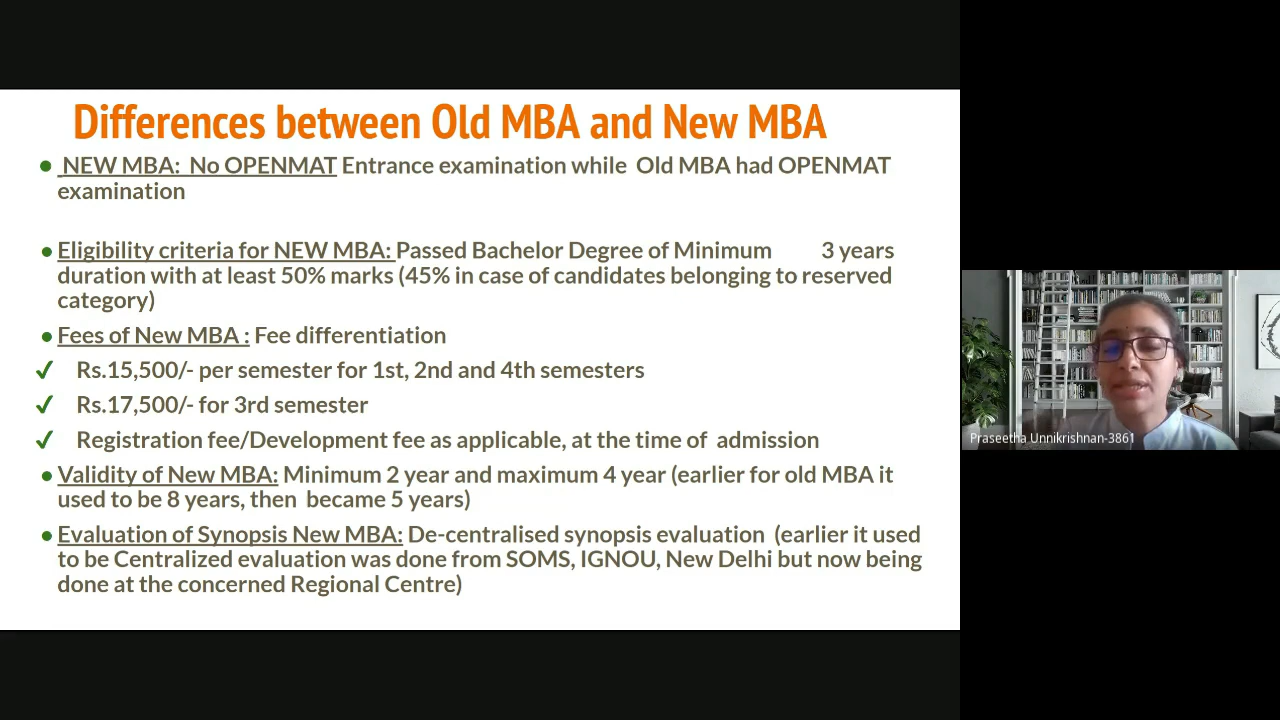 Differences between Old MBA and New MBA
● NEW MBA: No OPENMAT Entrance examination while Old MBA had OPENMAT
examination
● Eligibility criteria for NEW MBA: Passed Bachelor Degree of Minimum 3 years
duration with at least 50% marks (45% in case of candidates belonging to reserved
category)
● Fees of New MBA : Fee differentiation
✓ Rs.15,500/- per semester for 1st, 2nd and 4th semesters
✓ Rs.17,500/- for 3rd semester
✓ Registration fee/Development fee as applicable, at the time of admission
● Validity of New MBA: Minimum 2 year and maximum 4 year (earlier for old MBA it
used to be 8 years, then became 5 years)
● Evaluation of Synopsis New MBA: De-centralised synopsis evaluation (earlier it used
to be Centralized evaluation was done from SOMS, IGNOU, New Delhi but now being
done at the concerned Regional Centre)
Praseetha Unnikrishnan-3861